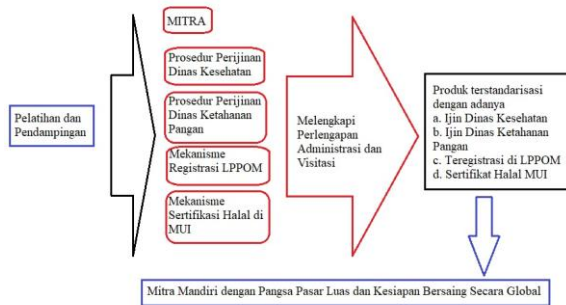 MITRA
Prosedur Perijinan
Dinas Kesehatan
Prosedur Perijinan
Dinas Ketahanan
Pangan
Mekanisme
Registrasi LPPOM
Mekanisme
Sertifikasi Halal di
MUI
Pelatihan dan
Pendampingan
Melengkapi
Perlengapan
Administrasi dan
Visitasi
Produk terstandarisasi
dengan adanya
a. Ijin Dinas Kesehatan
b. Ijin Dinas Ketahanan
Pangan
c. Teregistrasi di LPPOM
d. Sertifikat Halal MUI
Mitra Mandiri dengan Pangsa Pasar Luas dan Kesiapan Bersaing Secara Global